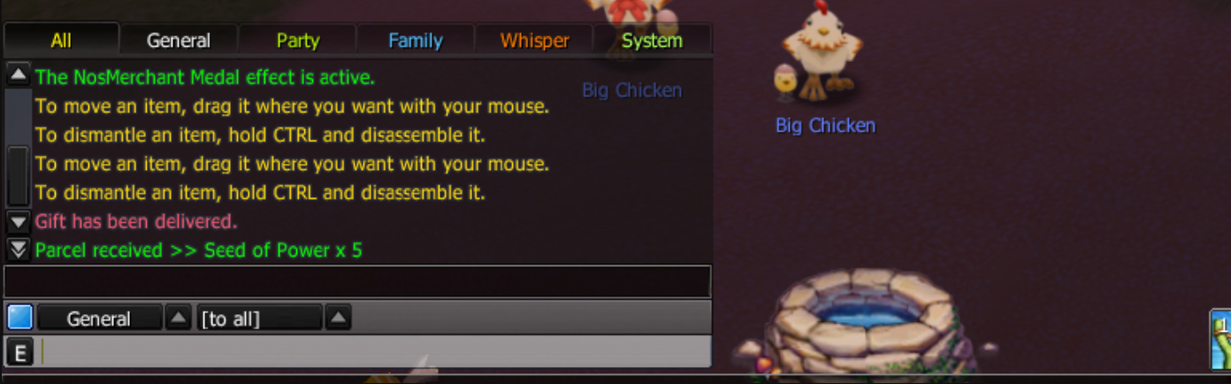 All General Party Family Whisper System
The NosMerchant Medal effect is active.
Big Chicken
To move an item, drag it where you want with your mouse.
Big Chicken
To dismantle an item, hold CTRL and disassemble it.
To move an item, drag it where you want with your mouse.
To dismantle an item, hold CTRL and disassemble it.
Gift has been delivered.
Parcel received >> Seed of Power x 5
General [to all]
1
E